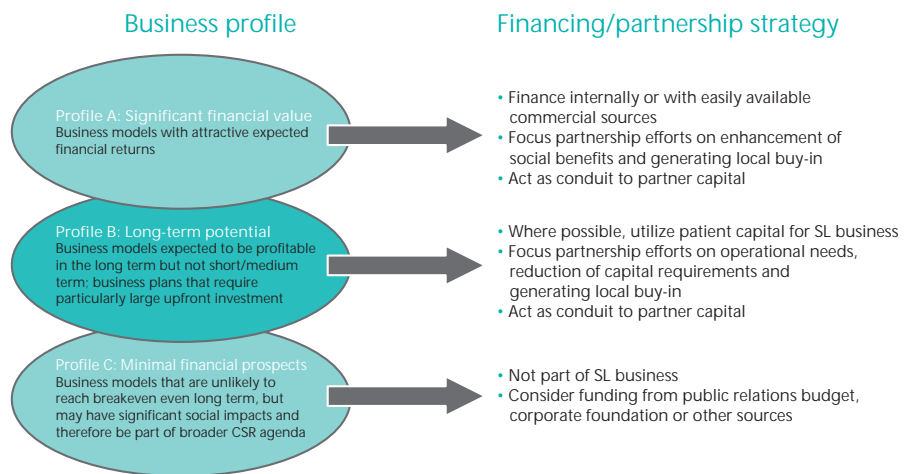 Business profile
Financing/partnership strategy
Profile A: Significant financial value
Business models with attractive expected
financial returns
• Finance internally or with easily available
commercial sources
• Focus partnership efforts on enhancement of
social benefits and generating local buy-in
• Act as conduit to partner capital
Profile B: Long-term potential
Business models expected to be profitable
in the long term but not short/medium
term; business plans that require
particularly large upfront investment
• Where possible, utilize patient capital for SL business
• Focus partnership efforts on operational needs,
reduction of capital requirements and
generating local buy-in
• Act as conduit to partner capital
Profile C: Minimal financial prospects
Business models that are unlikely to
reach breakeven even long term, but
may have significant social impacts and
therefore be part of broader CSR agenda
• Not part of SL business
• Consider funding from public relations budget,
corporate foundation or other sources